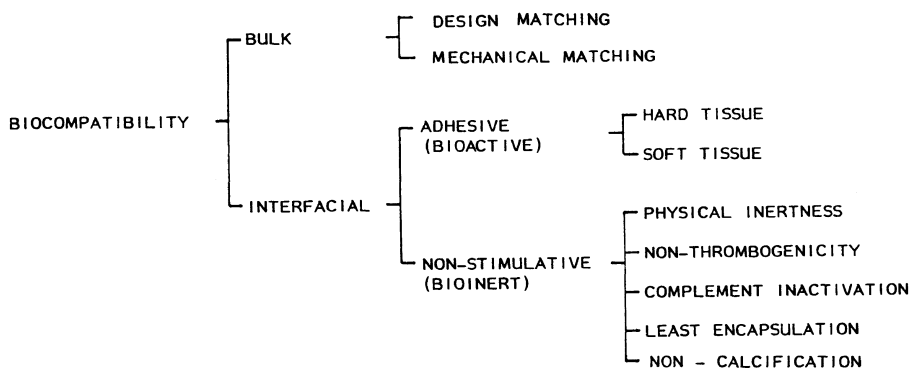 DESIGN MATCHING
BULK
MECHANICAL MATCHING
BIOCOMPATIBILITY
HARD TISSUE
ADHESIVE
(BIOACTIVE)
SOFT TISSUE
INTERFACIAL
PHYSICAL INERTNESS
NON-THROMBOGENICITY
NON-STIMULATIVE
(BIOINERT)
COMPLEMENT INACTIVATION
LEAST ENCAPSULATION
NON - CALCIFICATION